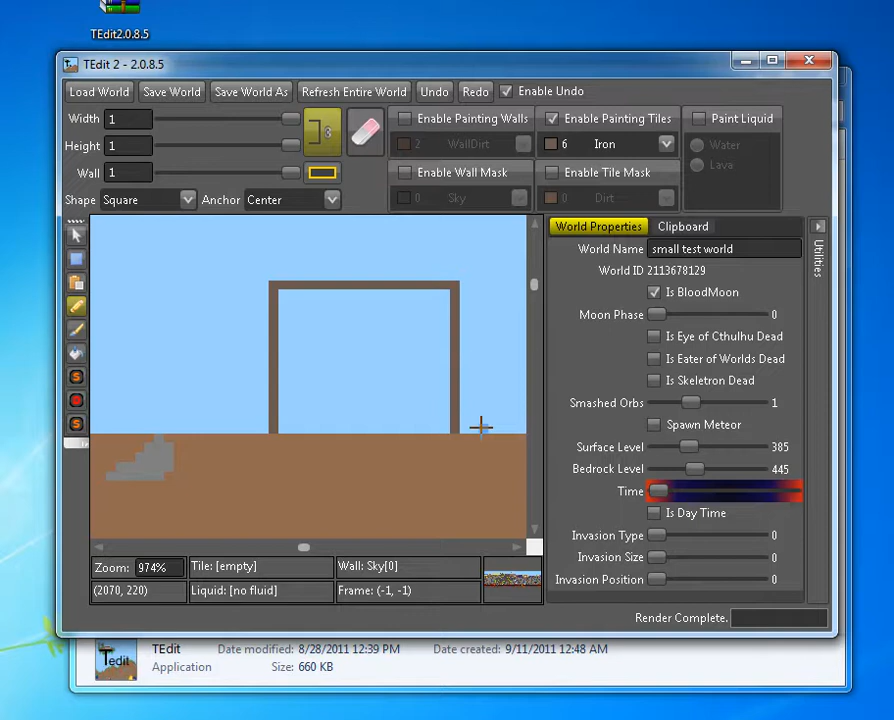 TEdit2.0.8.5
TEdit 2 - 2.0.8.5
Load World Save World Save World As Refresh Entire World Undo Redo Enable Undo
Width 1
Height 1
Wall 1
Shape Square Anchor Center
3
Enable Painting Walls
2 WallDirt
Enable Wall Mask
0 Sky
Enable Painting Tiles
6 Iron
Enable Tile Mask
0 Dirt
Paint Liquid
Water
Lava
World Properties Clipboard
World Name small test world
World ID 2113678129
Is BloodMoon
Moon Phase 0
Is Eye of Cthulhu Dead
Is Eater of Worlds Dead
Is Skeletron Dead
Smashed Orbs 1
Spawn Meteor
Surface Level 385
Bedrock Level 445
Time
Is Day Time
Invasion Type 0
Invasion Size 0
Invasion Position 0
Utilities
S
S
Zoom: 974% Tile: [empty] Wall: Sky[0]
(2070, 220) Liquid: [no fluid] Frame: (-1, -1)
Render Complete.
Tedit
TEdit Date modified: 8/28/2011 12:39 PM Date created: 9/11/2011 12:48 AM
Application Size: 660 KB